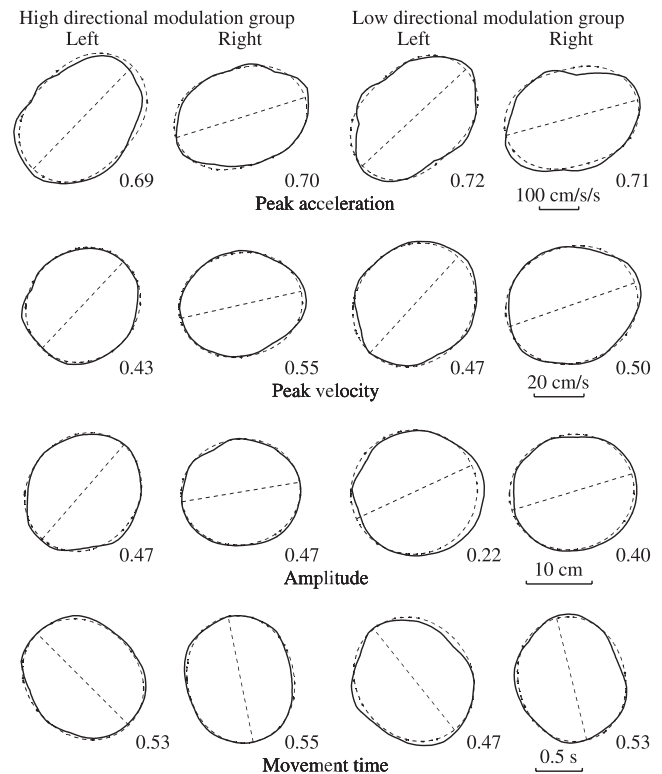 High directional modulation group Low directional modulation group
Left Right Left Right
0.69 0.70 0.72 0.71
100 cm/s/s
Peak acceleration
0.43 0.55 0.47 0.50
20 cm/s
Peak velocity
0.47 0.47 0.22 0.40
10 cm
Amplitude
0.53 0.55 0.47 0.53
0.5 s
Movement time